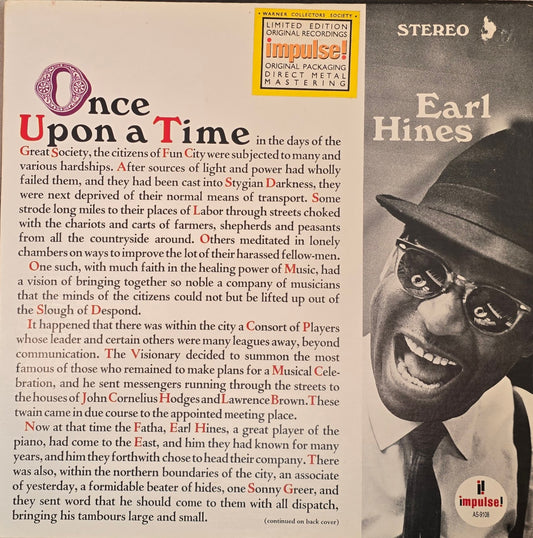 · WARNER COLLECTORS SOCIETY ·
LIMITED EDITION
ORIGINAL RECORDINGS
impulse!
ORIGINAL PACKAGING
DIRECT METAL
MASTERING
STEREO
Earl
Hines
Once
Upon a Time in the days of the
Great Society, the citizens of Fun City were subjected to many and
various hardships. After sources of light and power had wholly
failed them, and they had been cast into Stygian Darkness, they
were next deprived of their normal means of transport. Some
strode long miles to their places of Labor through streets choked
with the chariots and carts of farmers, shepherds and peasants
from all the countryside around. Others meditated in lonely
chambers on ways to improve the lot of their harassed fellow-men.
One such, with much faith in the healing power of Music, had
a vision of bringing together so noble a company of musicians
that the minds of the citizens could not but be lifted up out of
the Slough of Despond.
It happened that there was within the city a Consort of Players
whose leader and certain others were many leagues away, beyond
communication. The Visionary decided to summon the most
famous of those who remained to make plans for a Musical Cele-
bration, and he sent messengers running through the streets to
the houses of John Cornelius Hodges and Lawrence Brown. These
twain came in due course to the appointed meeting place.
Now at that time the Fatha, Earl Hines, a great player of the
piano, had come to the East, and him they had known for many
years, and him they forthwith chose to head their company. There
was also, within the northern boundaries of the city, an associate
of yesterday, a formidable beater of hides, one Sonny Greer, and
they sent word that he should come to them with all dispatch,
bringing his tambours large and small.
(continued on back cover)
i!
impulse!
AS-9108